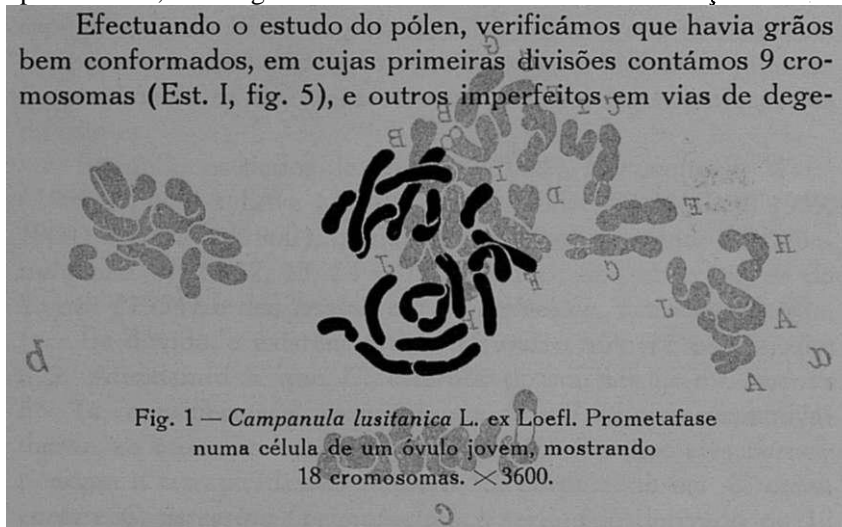 Efectuando o estudo do pólen, verificámos que havia grãos
bem conformados, em cujas primeiras divisões contámos 9 cro-
mosomas (Est. I, fig. 5), e outros imperfeitos em vias de dege-
Fig. 1 — Campanula lusitanica L. ex Loefl. Prometafase
numa célula de um óvulo jovem, mostrando
18 cromosomas. ×3600.